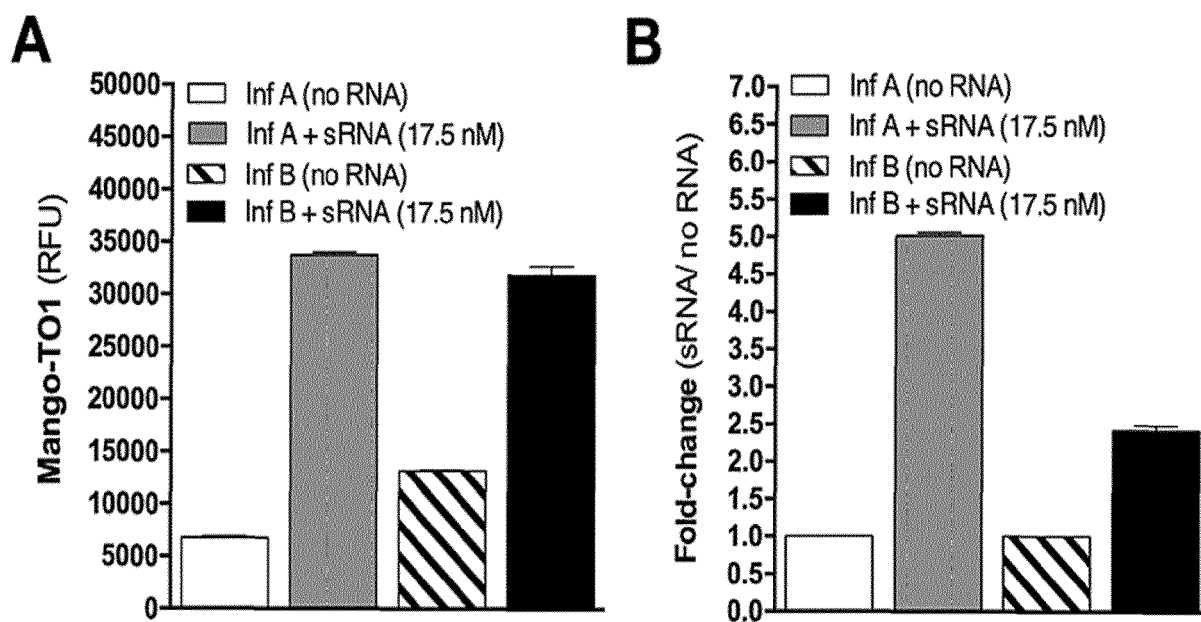 A
Mango-TO1 (RFU)
50000
45000
40000
35000
30000
25000
20000
15000
10000
5000
0
Inf A (no RNA)
Inf A + sRNA (17.5 nM)
Inf B (no RNA)
Inf B + sRNA (17.5 nM)
B
Fold-change (sRNA/no RNA)
7.0
6.5
6.0
5.5
5.0
4.5
4.0
3.5
3.0
2.5
2.0
1.5
1.0
0.5
0.0
Inf A (no RNA)
Inf A + sRNA (17.5 nM)
Inf B (no RNA)
Inf B + sRNA (17.5 nM)